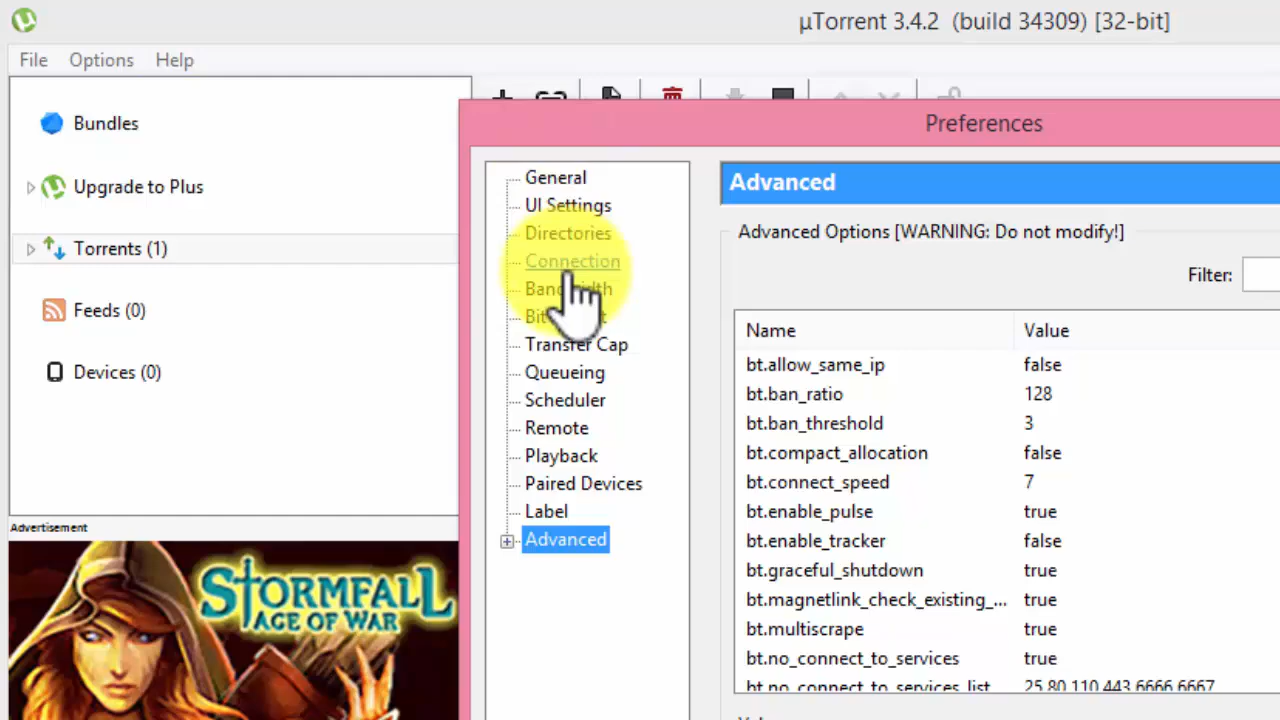 µTorrent 3.4.2 (build 34309) [32-bit]
File Options Help
Bundles
Upgrade to Plus
Torrents (1)
Feeds (0)
Devices (0)
Advertisement
STORMFALL
AGE OF WAR
Preferences
General
UI Settings
Directories
Connection
Bandwidth
Transfer Cap
Queueing
Scheduler
Remote
Playback
Paired Devices
Label
Advanced
Advanced
Advanced Options [WARNING: Do not modify!]
Filter:
Name Value
bt.allow_same_ip false
bt.ban_ratio 128
bt.ban_threshold 3
bt.compact_allocation false
bt.connect_speed 7
bt.enable_pulse true
bt.enable_tracker false
bt.graceful_shutdown true
bt.magnetlink_check_existing_... true
bt.multiscrape true
bt.no_connect_to_services true
bt.no_connect_to_services_list 25,80,110,443,6666,6667